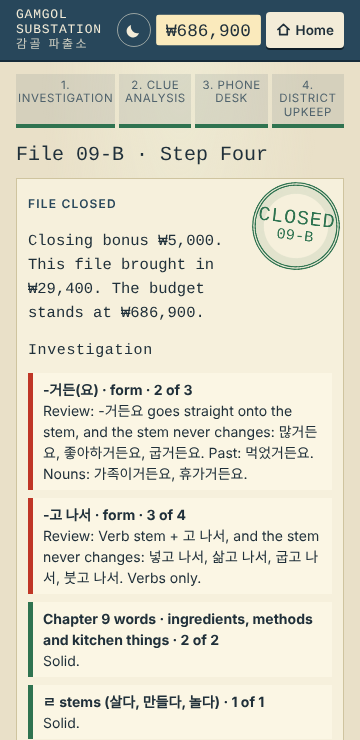 GAMGOL
SUBSTATION
감골 파출소
₩686,900
Home
1.
INVESTIGATION
2. CLUE
ANALYSIS
3. PHONE
DESK
4.
DISTRICT
UPKEEP
File 09-B · Step Four
FILE CLOSED
CLOSED
09-B
Closing bonus ₩5,000.
This file brought in
₩29,400. The budget
stands at ₩686,900.
Investigation
-거든(요) · form · 2 of 3
Review: -거든요 goes straight onto the
stem, and the stem never changes: 많거든
요, 좋아하거든요, 굽거든요. Past: 먹었거든요.
Nouns: 가족이거든요, 휴가거든요.
-고 나서 · form · 3 of 4
Review: Verb stem + 고 나서, and the stem
never changes: 넣고 나서, 삶고 나서, 굽고 나
서, 붓고 나서. Verbs only.
Chapter 9 words · ingredients, methods
and kitchen things · 2 of 2
Solid.
ㄹ stems (살다, 만들다, 놀다) · 1 of 1
Solid.